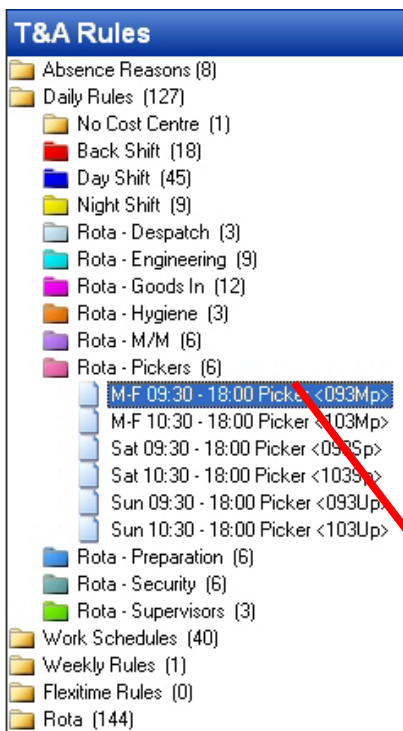 T&A Rules
Absence Reasons (8)
Daily Rules (127)
No Cost Centre (1)
Back Shift (18)
Day Shift (45)
Night Shift (9)
Rota - Despatch (3)
Rota - Engineering (9)
Rota - Goods In (12)
Rota - Hygiene (3)
Rota - M/M (6)
Rota - Pickers (6)
M-F 09:30 - 18:00 Picker <093Mp>
M-F 10:30 - 18:00 Picker <103Mp>
Sat 09:30 - 18:00 Picker <093Sp>
Sat 10:30 - 18:00 Picker <103Sp>
Sun 09:30 - 18:00 Picker <093Up>
Sun 10:30 - 18:00 Picker <103Up>
Rota - Preparation (6)
Rota - Security (6)
Rota - Supervisors (3)
Work Schedules (40)
Weekly Rules (1)
Flexitime Rules (0)
Rota (144)